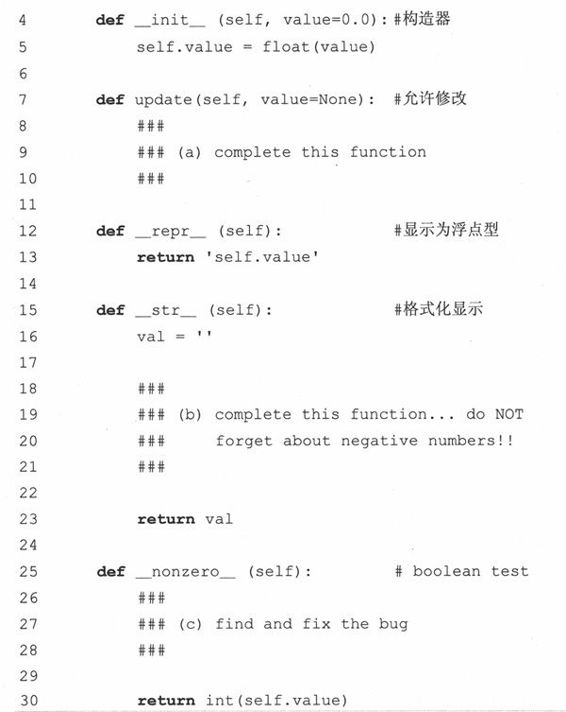 4 def __init__ (self, value=0.0): #构造器
5 self.value = float(value)
6
7 def update(self, value=None): #允许修改
8 ###
9 ### (a) complete this function
10 ###
11
12 def __repr__ (self): #显示为浮点型
13 return 'self.value'
14
15 def __str__ (self): #格式化显示
16 val = ''
17
18 ###
19 ### (b) complete this function... do NOT
20 ### forget about negative numbers!!
21 ###
22
23 return val
24
25 def __nonzero__ (self): # boolean test
26 ###
27 ### (c) find and fix the bug
28 ###
29
30 return int(self.value)